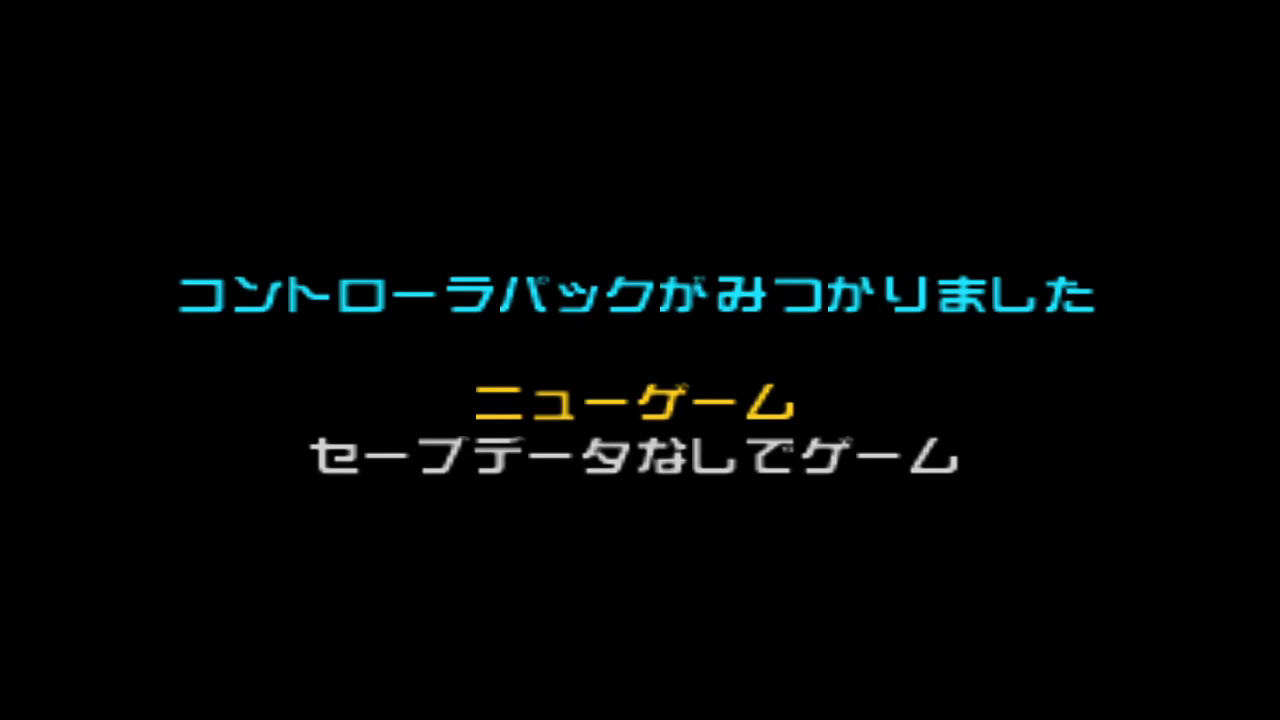 コントローラパックがみつかりました
ニューゲーム
セーブデータなしでゲーム